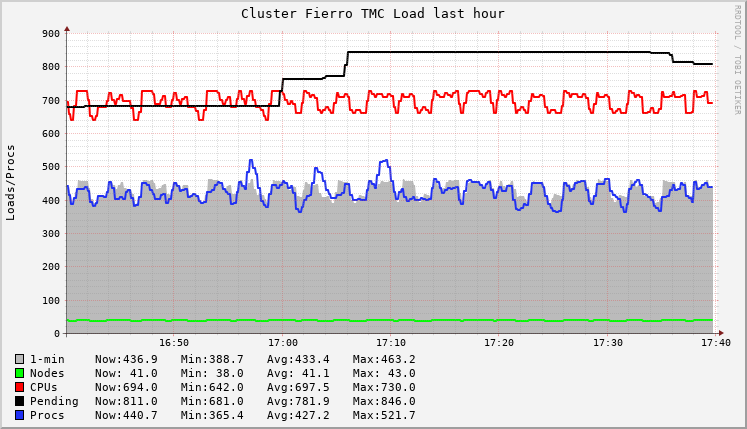 Cluster Fierro TMC Load last hour
RRDTOOL / TOBI OETIKER
Loads/Procs
900
800
700
600
500
400
300
200
100
0
16:50 17:00 17:10 17:20 17:30 17:40
1-min Now:436.9 Min:388.7 Avg:433.4 Max:463.2
Nodes Now: 41.0 Min: 38.0 Avg: 41.1 Max: 43.0
CPUs Now:694.0 Min:642.0 Avg:697.5 Max:730.0
Pending Now:811.0 Min:681.0 Avg:781.9 Max:846.0
Procs Now:440.7 Min:365.4 Avg:427.2 Max:521.7